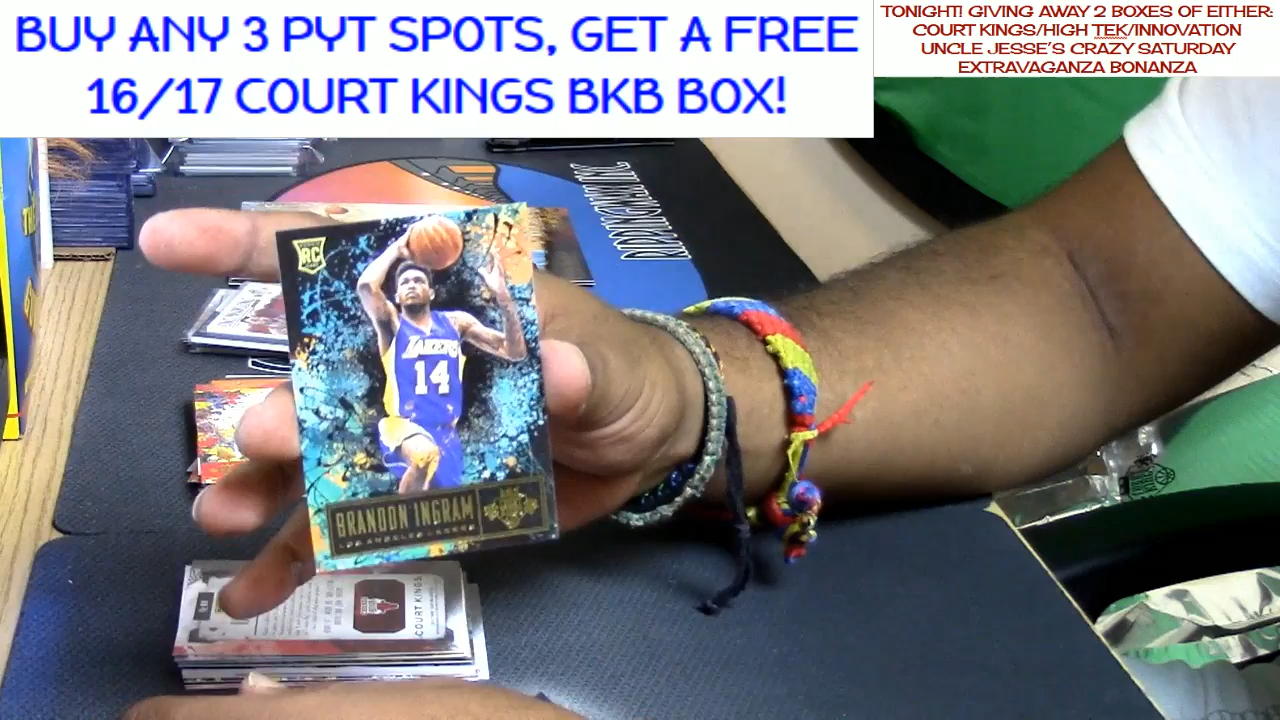 BUY ANY 3 PYT SPOTS, GET A FREE
16/17 COURT KINGS BKB BOX!
TONIGHT! GIVING AWAY 2 BOXES OF EITHER:
COURT KINGS/HIGH TEK/INNOVATION
UNCLE JESSE'S CRAZY SATURDAY
EXTRAVAGANZA BONANZA
RC
LAKERS
14
BRANDON INGRAM
LOS ANGELES LAKERS
COURT KINGS